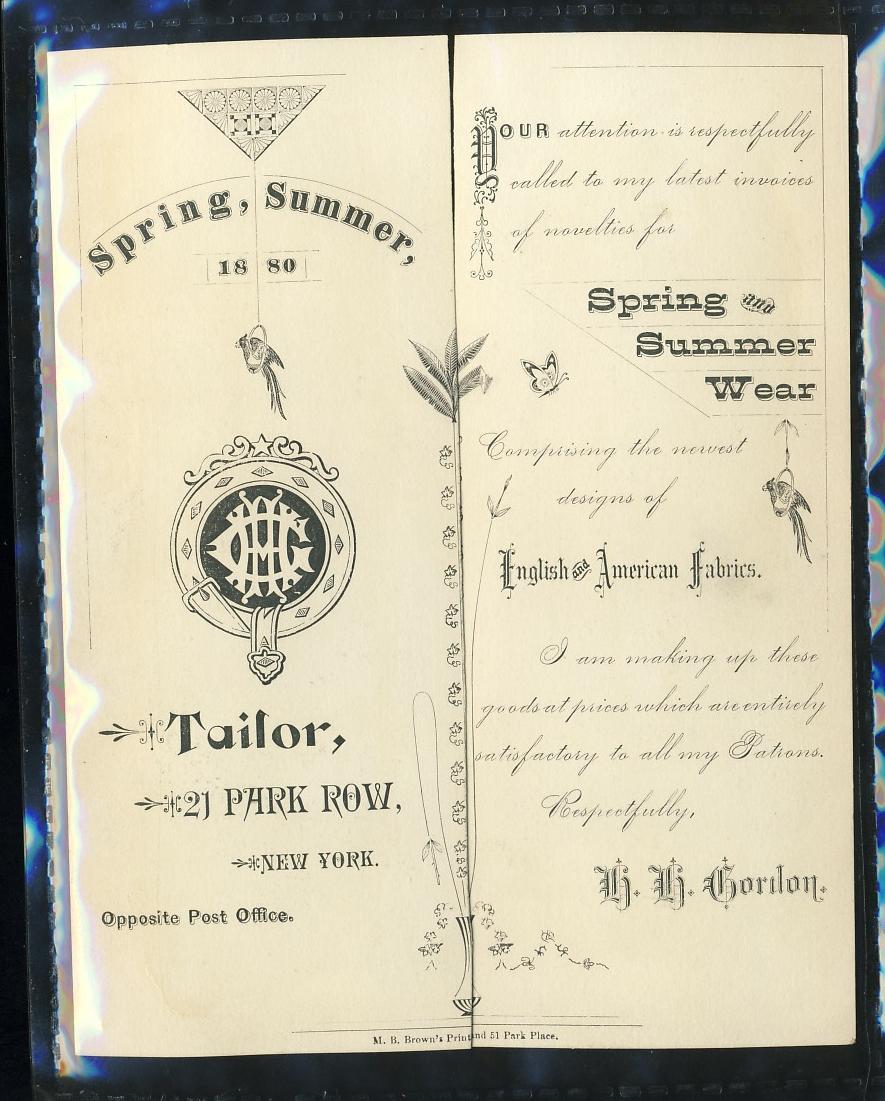 Spring, Summer,
18 80
HHG
Tailor,
21 PARK ROW,
NEW YORK.
Opposite Post Office.
YOUR attention is respectfully
called to my latest invoices
of novelties for
Spring and
Summer
Wear
Comprising the newest
designs of
English and American Fabrics.
I am making up these
goods at prices which are entirely
satisfactory to all my Patrons.
Respectfully,
H. H. Gordon.
M. B. Brown's Print and 51 Park Place.